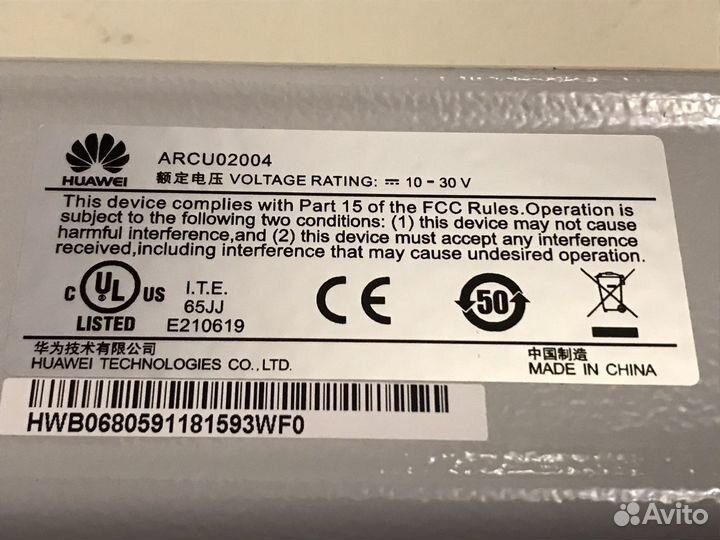 HUAWEI
ARCU02004
额定电压 VOLTAGE RATING: ⎓ 10 - 30 V
This device complies with Part 15 of the FCC Rules.Operation is
subject to the following two conditions: (1) this device may not cause
harmful interference,and (2) this device must accept any interference
received,including interference that may cause undesired operation.
C UL US
LISTED
I.T.E.
65JJ
E210619
CE
50
华为技术有限公司
HUAWEI TECHNOLOGIES CO.,LTD.
中国制造
MADE IN CHINA
HWB0680591181593WF0
Avito